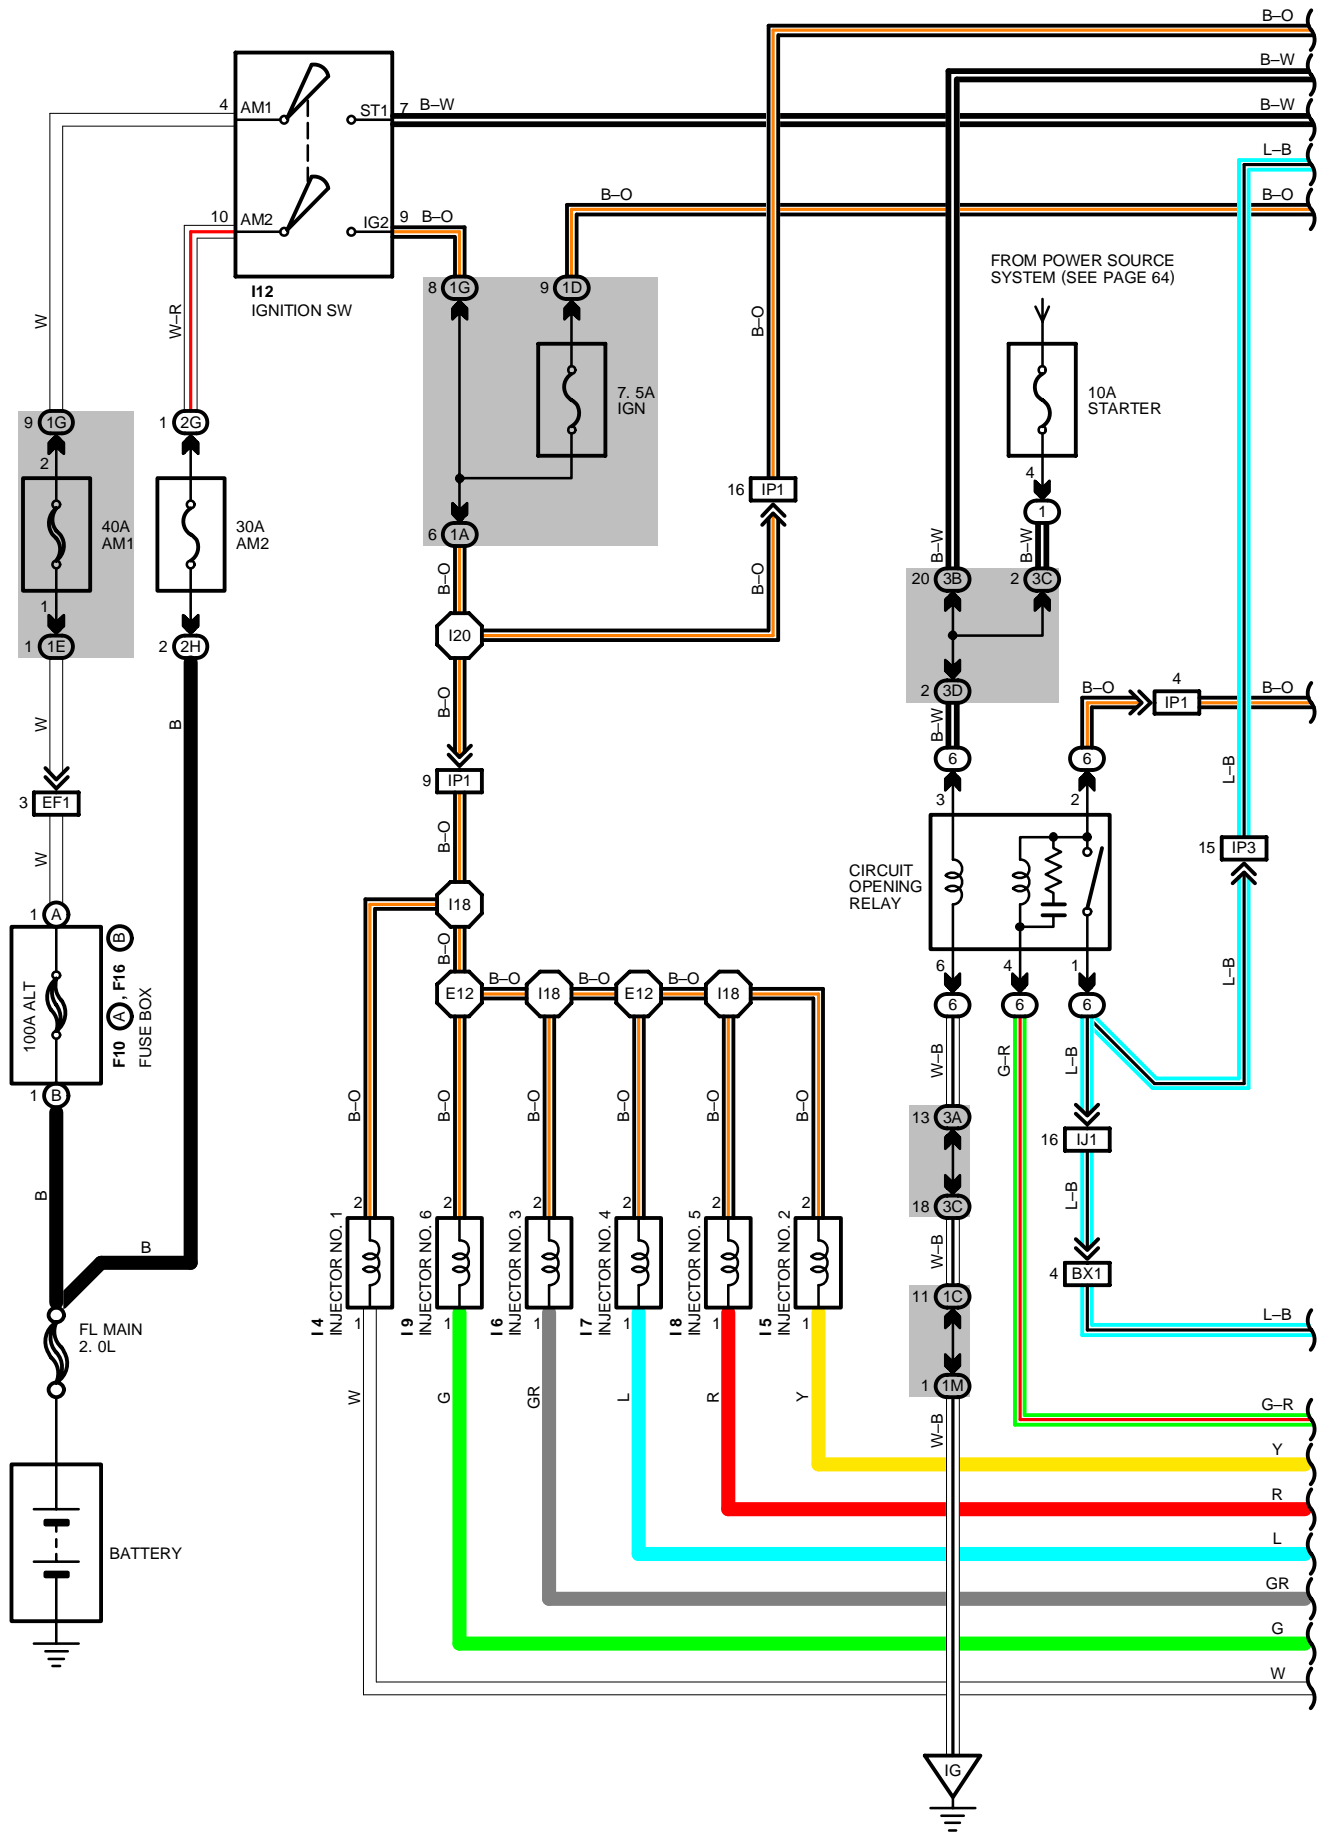 B–O
B–W
4 AM1
ST1 7 B–W
B–W
L–B
10 AM2
IG2 9 B–O
B–O
B–O
I12
IGNITION SW
W
W–R
8 1G
9 1D
B–O
FROM POWER SOURCE
SYSTEM (SEE PAGE 64)
7. 5A
IGN
10A
STARTER
9 1G
2
1 2G
40A
AM1
30A
AM2
1
1 1E
2 2H
6 1A
16 IP1
4
1
B–W
B–W
B–O
B–O
20 3B
2 3C
I20
2 3D
B–W
B–O
4
IP1
B–O
W
B
B–O
6
6
3
2
9 IP1
L–B
3 EF1
W
B–O
CIRCUIT
OPENING
RELAY
15 IP3
I18
1 A
B–O
100A ALT
F10 A , F16 B
FUSE BOX
6
4
1
L–B
E12
B–O
I18
B–O
E12
B–O
I18
6
6
6
W–B
G–R
L–B
1 B
B–O
B–O
B–O
B–O
B–O
B–O
13 3A
16 IJ1
B
B
L–B
2
2
2
2
2
2
18 3C
W–B
I 4
INJECTOR NO. 1
I 9
INJECTOR NO. 6
I 6
INJECTOR NO. 3
I 7
INJECTOR NO. 4
I 8
INJECTOR NO. 5
I 5
INJECTOR NO. 2
4 BX1
11 1C
L–B
1
1
1
1
1
1
FL MAIN
2. 0L
1 1M
W
G
GR
L
R
Y
W–B
G–R
Y
R
L
GR
G
W
BATTERY
IG